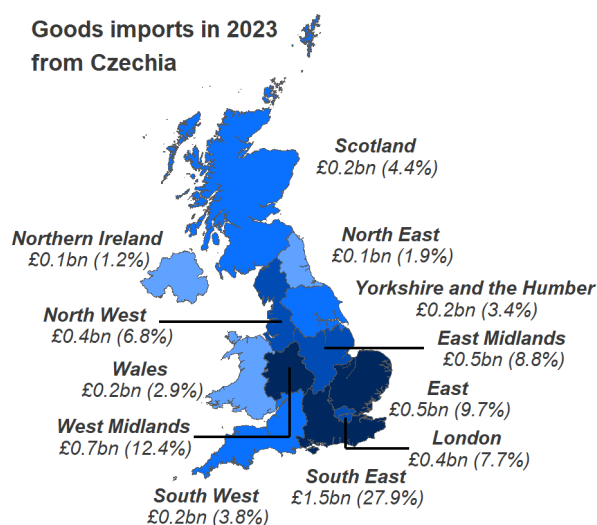 Goods imports in 2023
from Czechia
Scotland
£0.2bn (4.4%)
Northern Ireland
£0.1bn (1.2%)
North East
£0.1bn (1.9%)
Yorkshire and the Humber
£0.2bn (3.4%)
North West
£0.4bn (6.8%)
East Midlands
£0.5bn (8.8%)
Wales
£0.2bn (2.9%)
East
£0.5bn (9.7%)
West Midlands
£0.7bn (12.4%)
London
£0.4bn (7.7%)
South East
£1.5bn (27.9%)
South West
£0.2bn (3.8%)